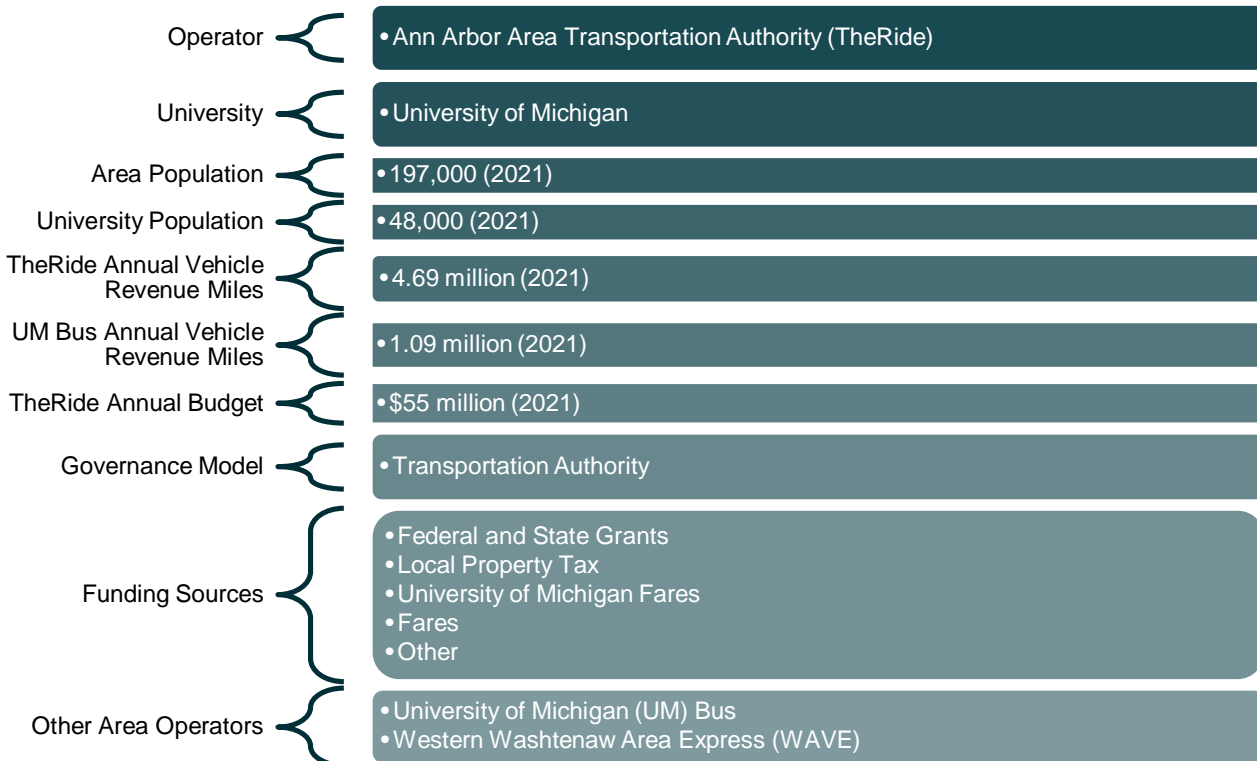 Operator
•Ann Arbor Area Transportation Authority (TheRide)
University
•University of Michigan
Area Population
•197,000 (2021)
University Population
•48,000 (2021)
TheRide Annual Vehicle
Revenue Miles
•4.69 million (2021)
UM Bus Annual Vehicle
Revenue Miles
•1.09 million (2021)
TheRide Annual Budget
•$55 million (2021)
Governance Model
•Transportation Authority
Funding Sources
•Federal and State Grants
•Local Property Tax
•University of Michigan Fares
•Fares
•Other
Other Area Operators
•University of Michigan (UM) Bus
•Western Washtenaw Area Express (WAVE)